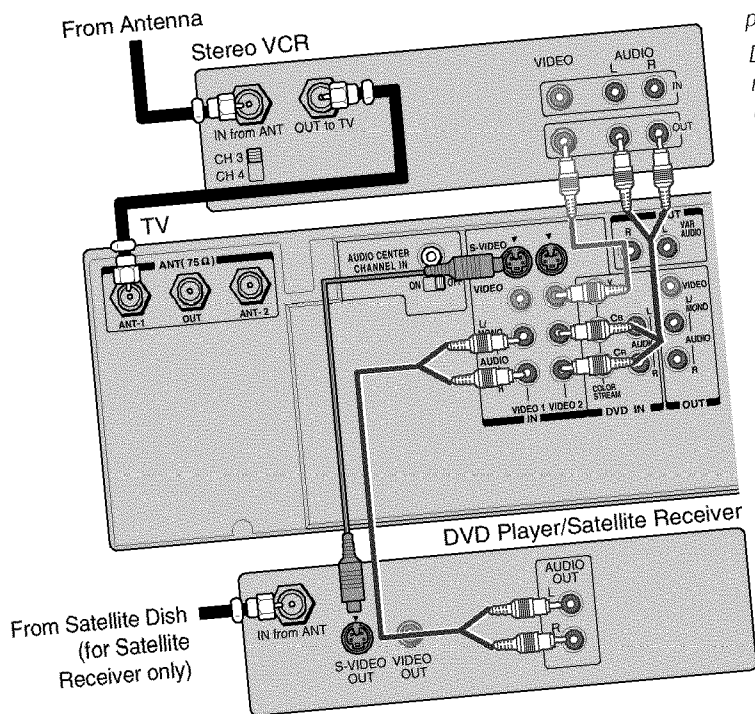 From Antenna
Stereo VCR
IN from ANT
OUT to TV
CH 3
CH 4
VIDEO
AUDIO
L
R
IN
OUT
TV
ANT( 75 Ω )
ANT-1
OUT
ANT-2
AUDIO CENTER
CHANNEL IN
ON
S-VIDEO
VIDEO
L/
MONO
AUDIO
R
VIDEO 1
VIDEO 2
IN
Y
CB
CR
L
R
COLOR
STREAM
DVD IN
R
L
VAR
AUDIO
VIDEO
L/
MONO
AUDIO
R
OUT
DVD Player/Satellite Receiver
From Satellite Dish
(for Satellite
Receiver only)
IN from ANT
S-VIDEO
OUT
VIDEO
OUT
AUDIO
OUT
L
R